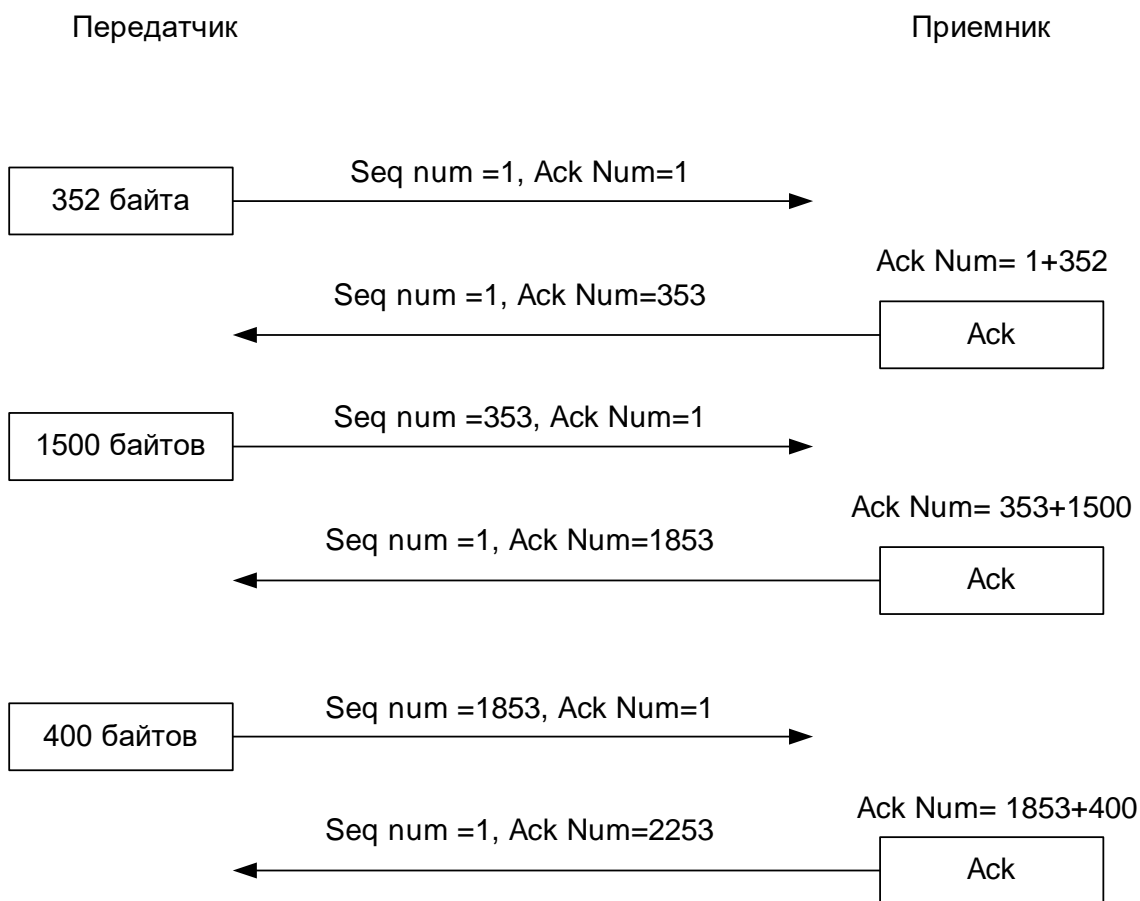 Передатчик
Приемник
Seq num =1, Ack Num=1
352 байта
Ack Num= 1+352
Seq num =1, Ack Num=353
Ack
Seq num =353, Ack Num=1
1500 байтов
Ack Num= 353+1500
Seq num =1, Ack Num=1853
Ack
Seq num =1853, Ack Num=1
400 байтов
Ack Num= 1853+400
Seq num =1, Ack Num=2253
Ack